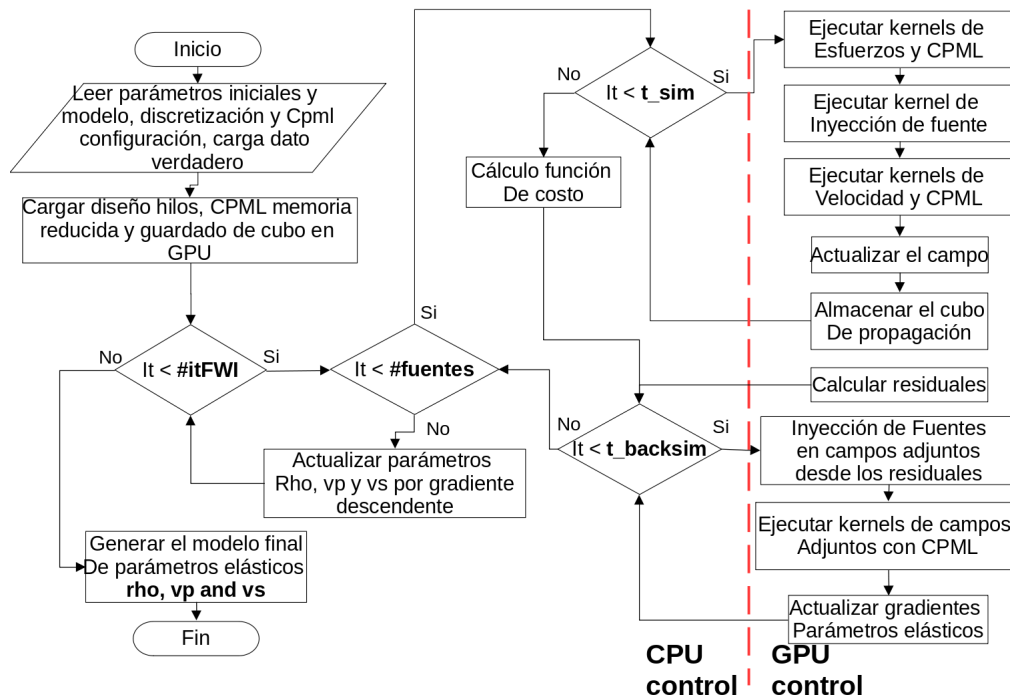 Inicio
Leer parámetros iniciales y
modelo, discretización y Cpml
configuración, carga dato
verdadero
Cargar diseño hilos, CPML memoria
reducida y guardado de cubo en
GPU
No
It < #itFWI
Si
Si
It < #fuentes
No
Actualizar parámetros
Rho, vp y vs por gradiente
descendente
Generar el modelo final
De parámetros elásticos
rho, vp and vs
Fin
No
It < t_sim
Si
Cálculo función
De costo
Ejecutar kernels de
Esfuerzos y CPML
Ejecutar kernel de
Inyección de fuente
Ejecutar kernels de
Velocidad y CPML
Actualizar el campo
Almacenar el cubo
De propagación
Calcular residuales
No
It < t_backsim
Si
Inyección de Fuentes
en campos adjuntos
desde los residuales
Ejecutar kernels de campos
Adjuntos con CPML
Actualizar gradientes
Parámetros elásticos
CPU
control
GPU
control